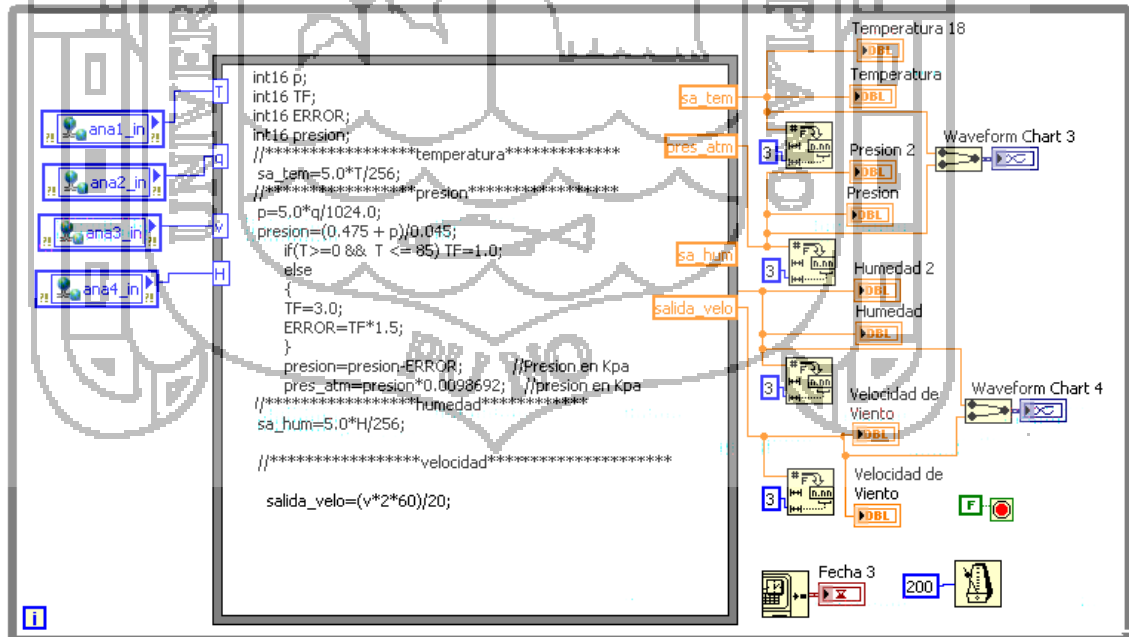 ana1_in
ana2_in
ana3_in
ana4_in
T
q
v
H
int16 p;
int16 TF;
int16 ERROR;
int16 presion;
//*****************temperatura*************
sa_tem=5.0*T/256;
//*****************presion*****************
p=5.0*q/1024.0;
presion=(0.475 + p)/0.045;
if(T>=0 && T <= 85) TF=1.0;
else
{
TF=3.0;
ERROR=TF*1.5;
}
presion=presion-ERROR; //Presion en Kpa
pres_atm=presion*0.0098692; //presion en Kpa
//*****************humedad************
sa_hum=5.0*H/256;
//*****************velocidad*********************
salida_velo=(v*2*60)/20;
sa_tem
pres_atm
sa_hum
salida_velo
Temperatura 18
DBL
Temperatura
DBL
3
Presion 2
DBL
Presion
DBL
3
Humedad 2
DBL
Humedad
DBL
3
Velocidad de
Viento
DBL
3
Velocidad de
Viento
DBL
Waveform Chart 3
Waveform Chart 4
F
Fecha 3
200
i
UNIVER
PUNO